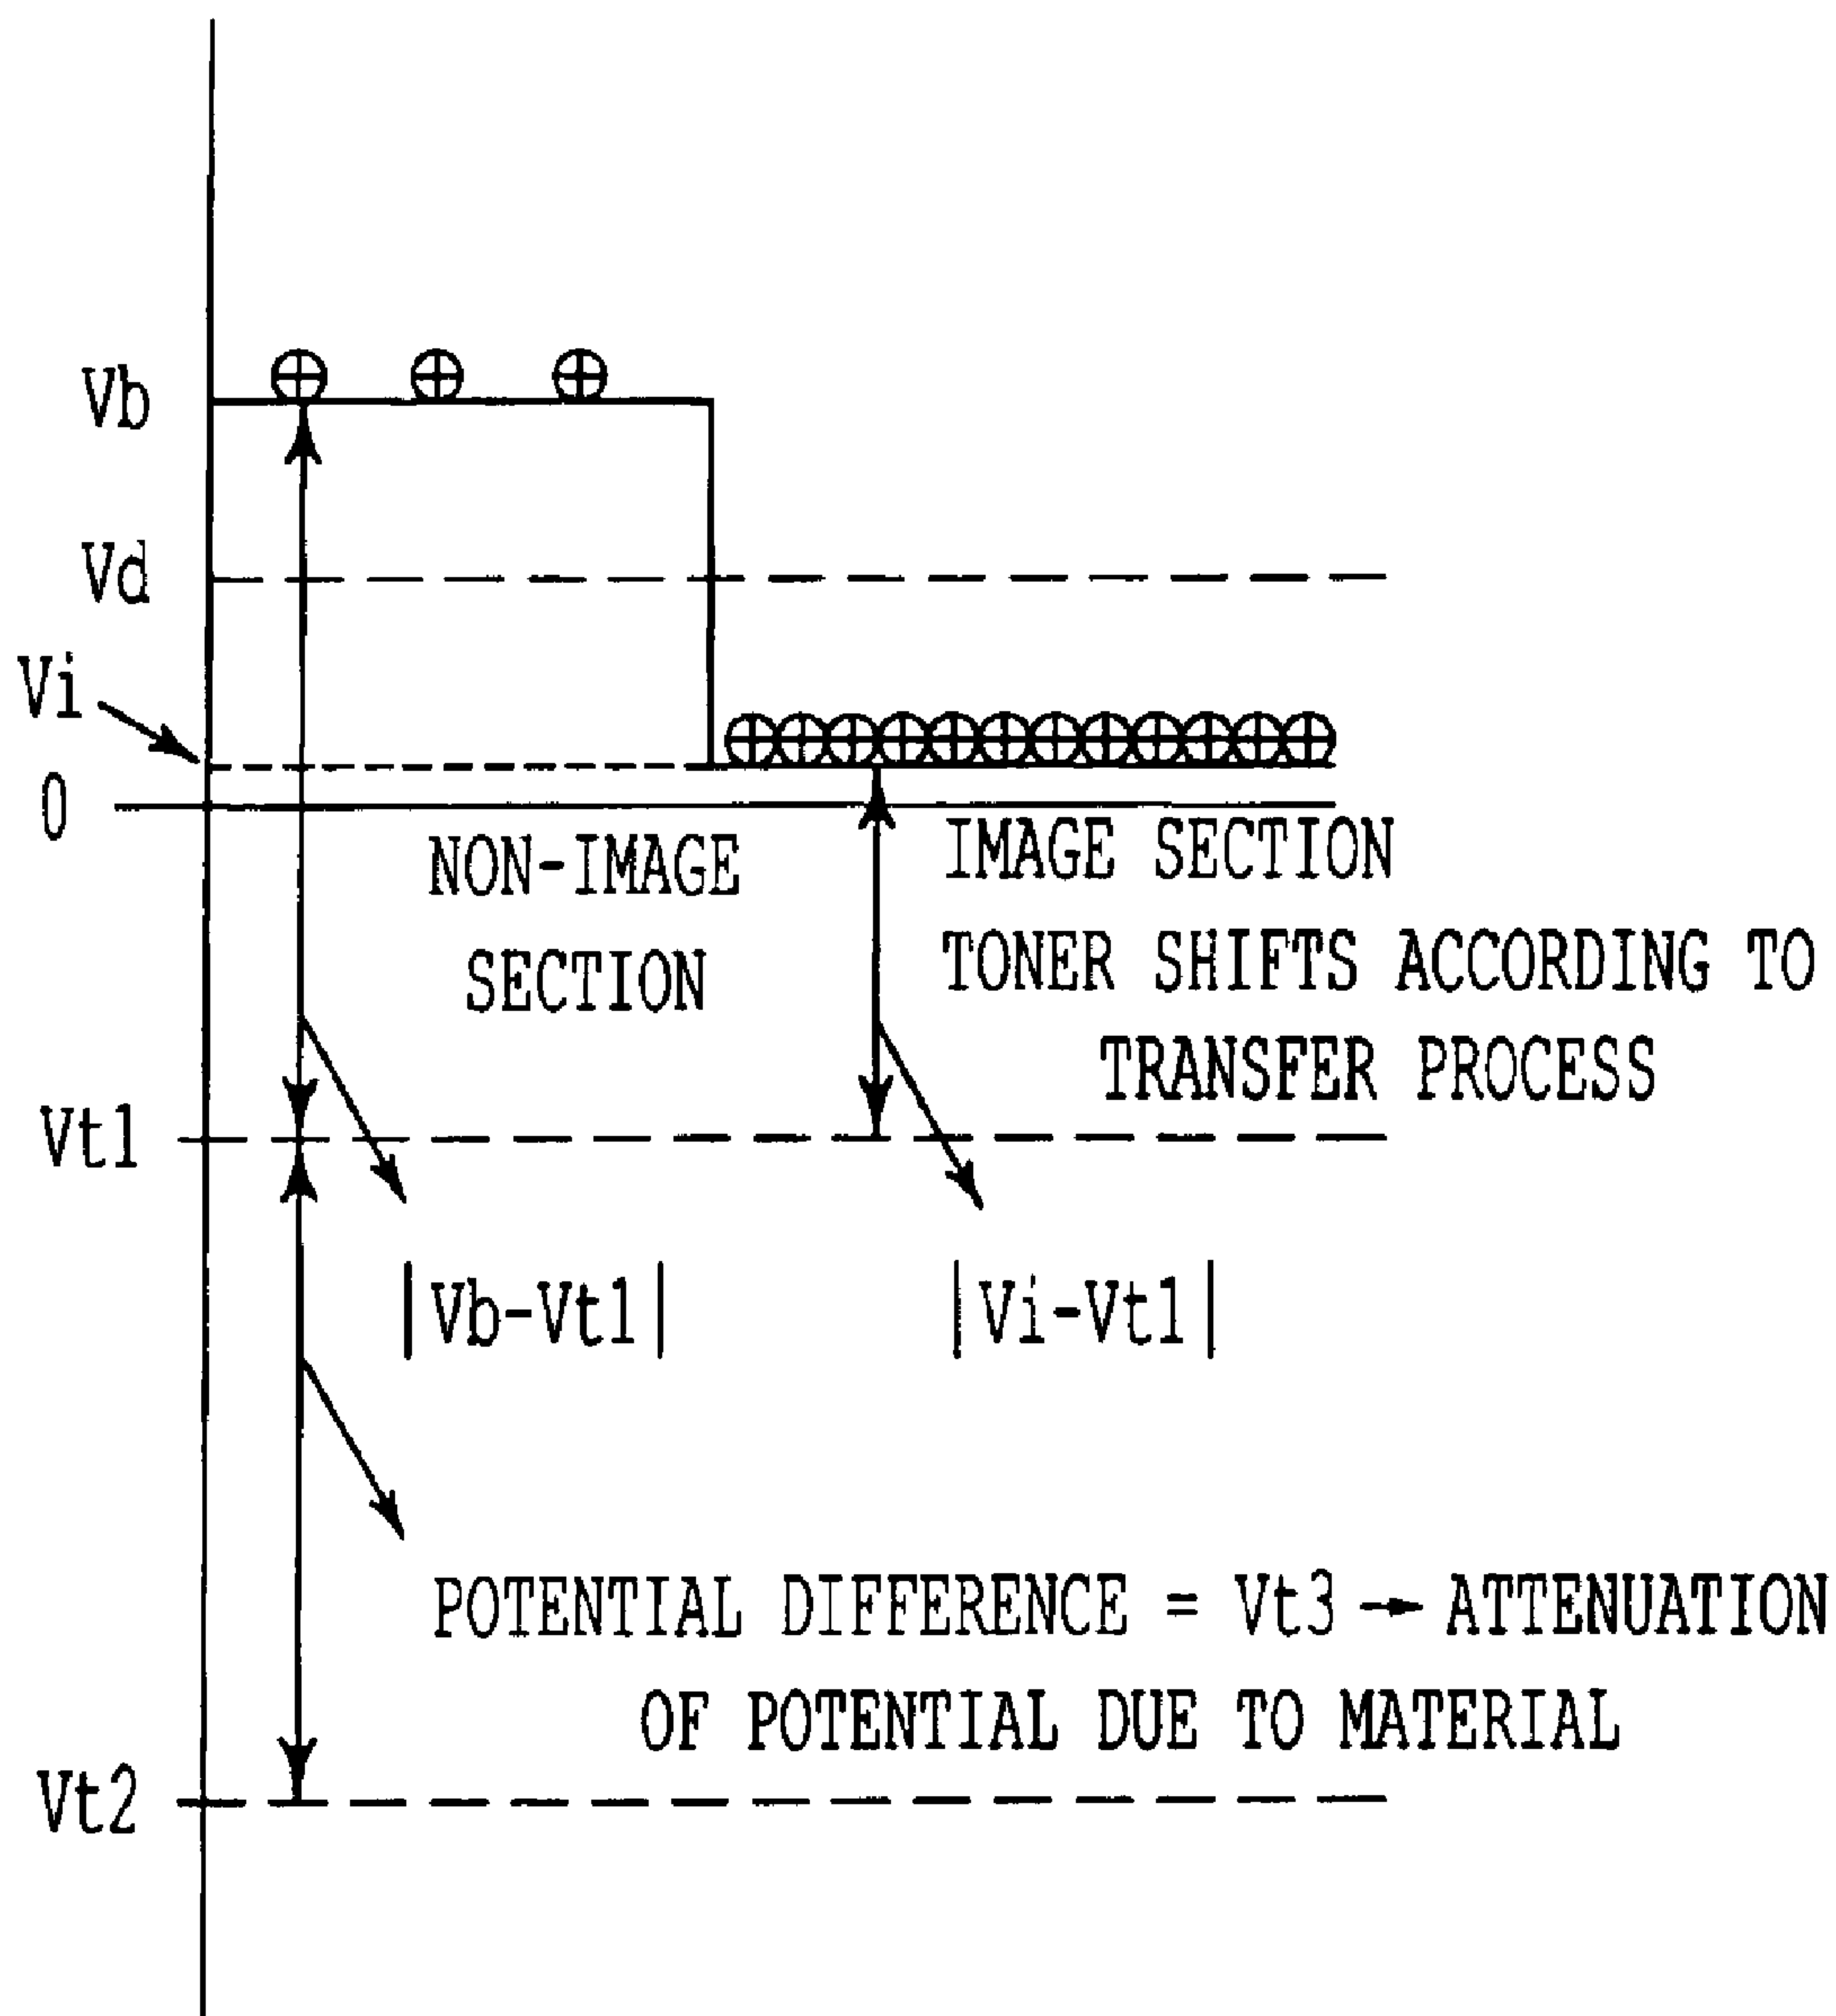 Vb
Vd
Vi
0
NON-IMAGE
SECTION
IMAGE SECTION
TONER SHIFTS ACCORDING TO
TRANSFER PROCESS
Vt1
|Vb-Vt1|
|Vi-Vt1|
POTENTIAL DIFFERENCE = Vt3 → ATTENUATION
OF POTENTIAL DUE TO MATERIAL
Vt2